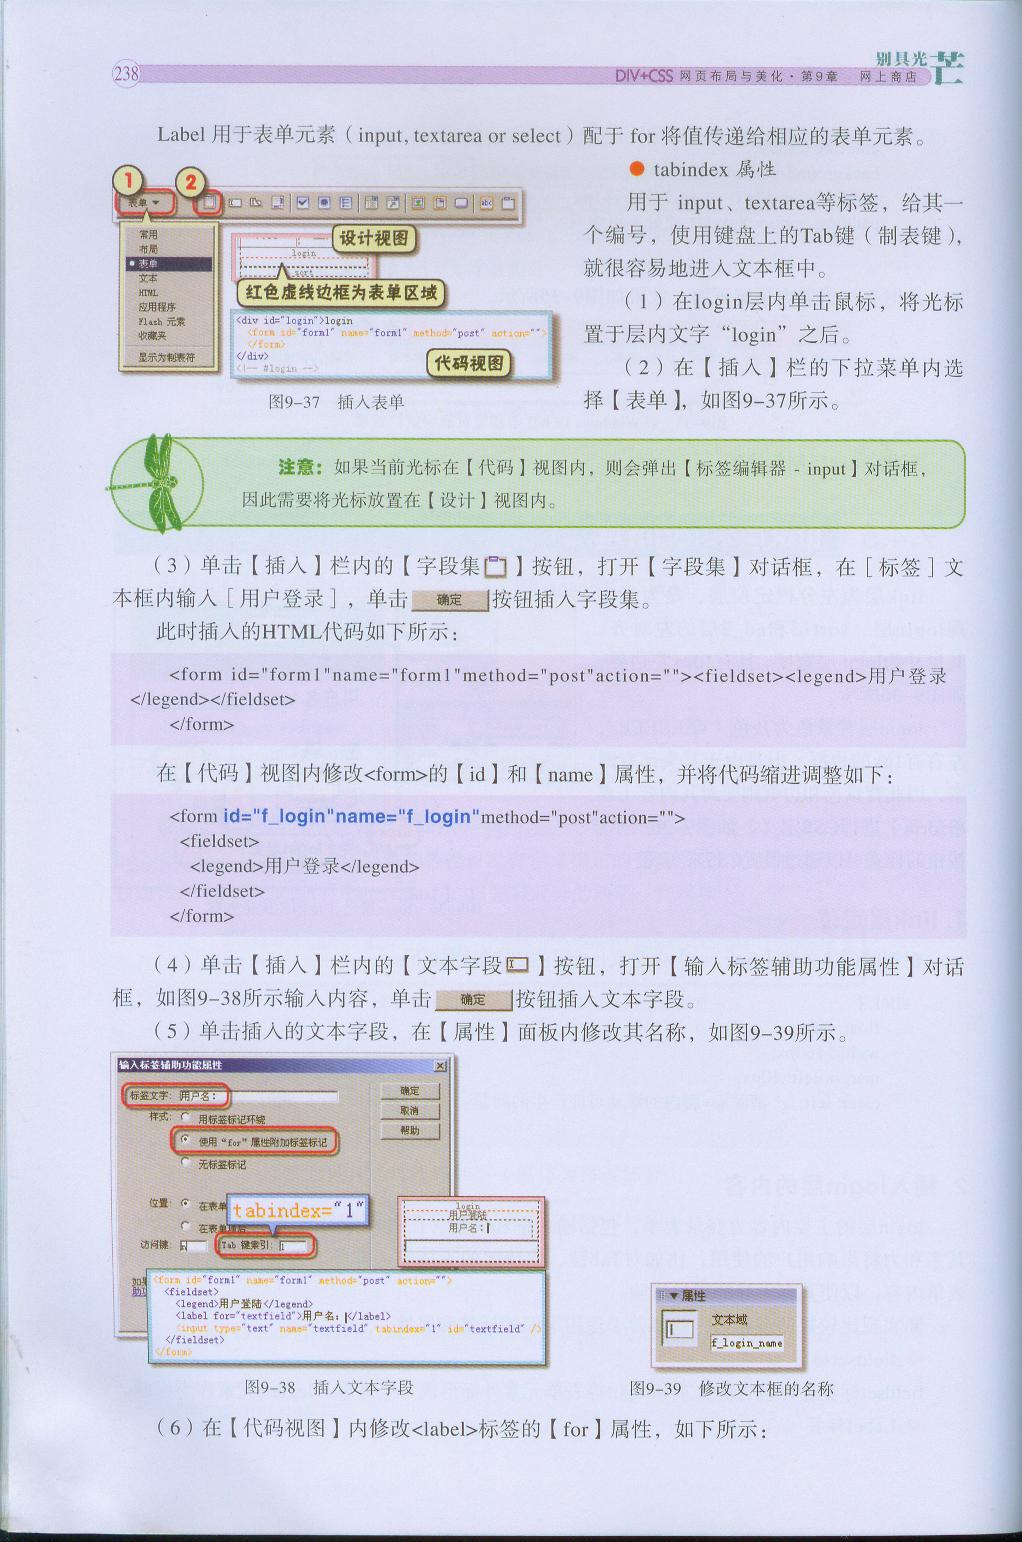 238
别具光芒
DIV+CSS 网页布局与美化·第9章 网上商店
Label 用于表单元素（input, textarea or select）配于 for 将值传递给相应的表单元素。
1
2
表单
常用
布局
表单
文本
HTML
应用程序
Flash 元素
收藏夹
显示为制表符
设计视图
login
sort
红色虚线边框为表单区域
<div id="login">login
<form id="form1" name="form1" method="post" action="">
</form>
</div>
<!-- #login -->
代码视图
图9-37 插入表单
● tabindex 属性
用于 input、textarea等标签，给其一
个编号，使用键盘上的Tab键（制表键），
就很容易地进入文本框中。
（1）在login层内单击鼠标，将光标
置于层内文字“login”之后。
（2）在【插入】栏的下拉菜单内选
择【表单】，如图9-37所示。
注意：如果当前光标在【代码】视图内，则会弹出【标签编辑器 - input】对话框，
因此需要将光标放置在【设计】视图内。
（3）单击【插入】栏内的【字段集】按钮，打开【字段集】对话框，在［标签］文
本框内输入［用户登录］，单击 确定 按钮插入字段集。
此时插入的HTML代码如下所示：
<form id="form1"name="form1"method="post"action=""><fieldset><legend>用户登录
</legend></fieldset>
</form>
在【代码】视图内修改<form>的【id】和【name】属性，并将代码缩进调整如下：
<form id="f_login"name="f_login"method="post"action="">
<fieldset>
<legend>用户登录</legend>
</fieldset>
</form>
（4）单击【插入】栏内的【文本字段】按钮，打开【输入标签辅助功能属性】对话
框，如图9-38所示输入内容，单击 确定 按钮插入文本字段。
（5）单击插入的文本字段，在【属性】面板内修改其名称，如图9-39所示。
输入标签辅助功能属性
标签文字：用户名：
确定
样式： 用标签标记环绕
取消
使用“for”属性附加标签标记
帮助
无标签标记
位置： 在表单
tabindex="1"
在表单项后
访问键：
Tab 键索引：1
login
用户登陆
用户名：
<form id="form1" name="form1" method="post" action="">
<fieldset>
<legend>用户登陆</legend>
<label for="textfield">用户名：</label>
<input type="text" name="textfield" tabindex="1" id="textfield" />
</fieldset>
</form>
属性
文本域
f_login_name
图9-38 插入文本字段
图9-39 修改文本框的名称
（6）在【代码视图】内修改<label>标签的【for】属性，如下所示：